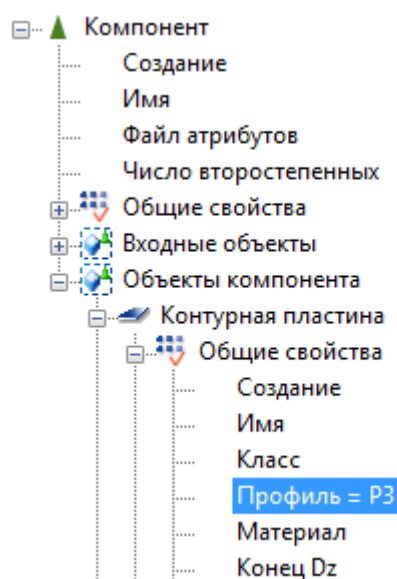 Компонент
Создание
Имя
Файл атрибутов
Число второстепенных
Общие свойства
Входные объекты
Объекты компонента
Контурная пластина
Общие свойства
Создание
Имя
Класс
Профиль = P3
Материал
Конец Dz